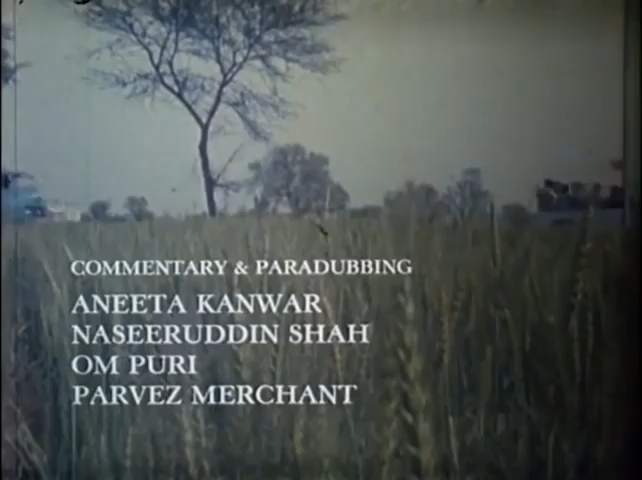 COMMENTARY & PARADUBBING
ANEETA KANWAR
NASEERUDDIN SHAH
OM PURI
PARVEZ MERCHANT